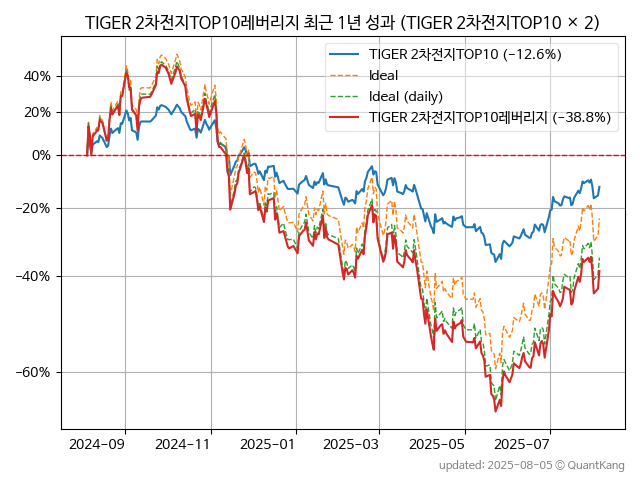 TIGER 2차전지TOP10레버리지 최근 1년 성과 (TIGER 2차전지TOP10 × 2)
TIGER 2차전지TOP10 (−12.6%)
Ideal
Ideal (daily)
TIGER 2차전지TOP10레버리지 (−38.8%)
40%
20%
0%
−20%
−40%
−60%
2024-09 2024-11 2025-01 2025-03 2025-05 2025-07
updated: 2025-08-05 © QuantKang